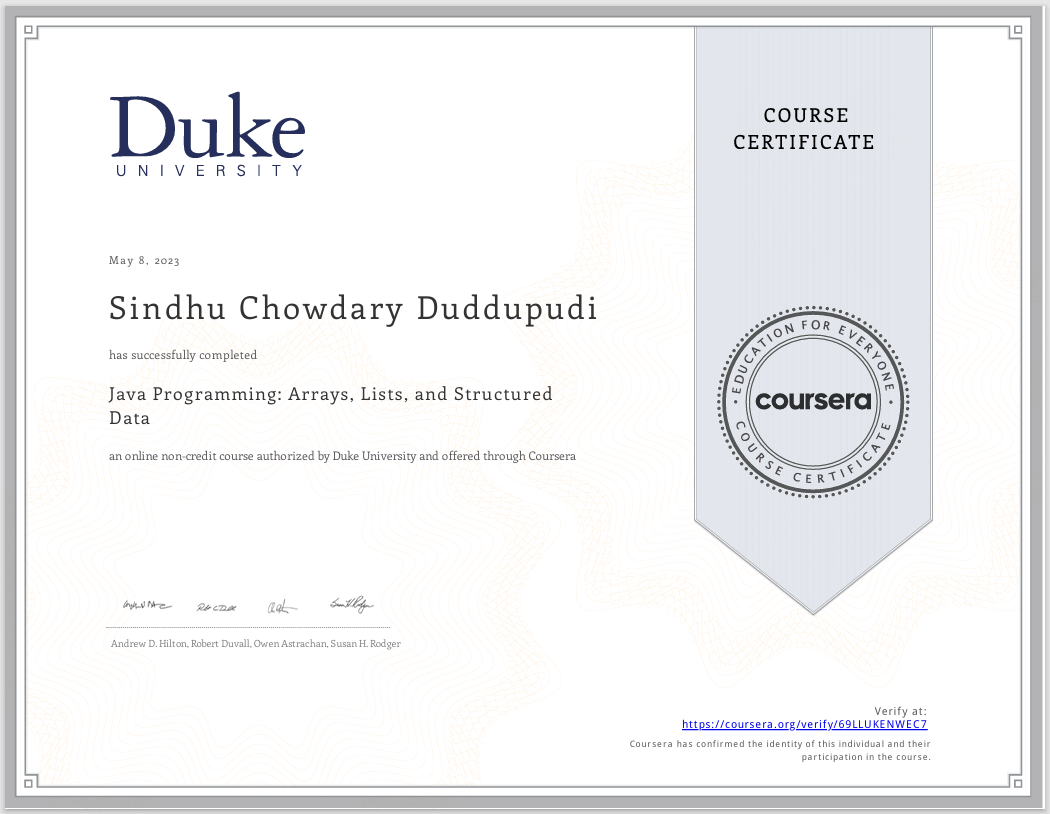 Duke
UNIVERSITY
COURSE
CERTIFICATE
May 8, 2023
Sindhu Chowdary Duddupudi
has successfully completed
Java Programming: Arrays, Lists, and Structured
Data
an online non-credit course authorized by Duke University and offered through Coursera
EDUCATION FOR EVERYONE
coursera
COURSE CERTIFICATE
Andrew D. Hilton, Robert Duvall, Owen Astrachan, Susan H. Rodger
Verify at:
https://coursera.org/verify/69LLUKENWEC7
Coursera has confirmed the identity of this individual and their
participation in the course.